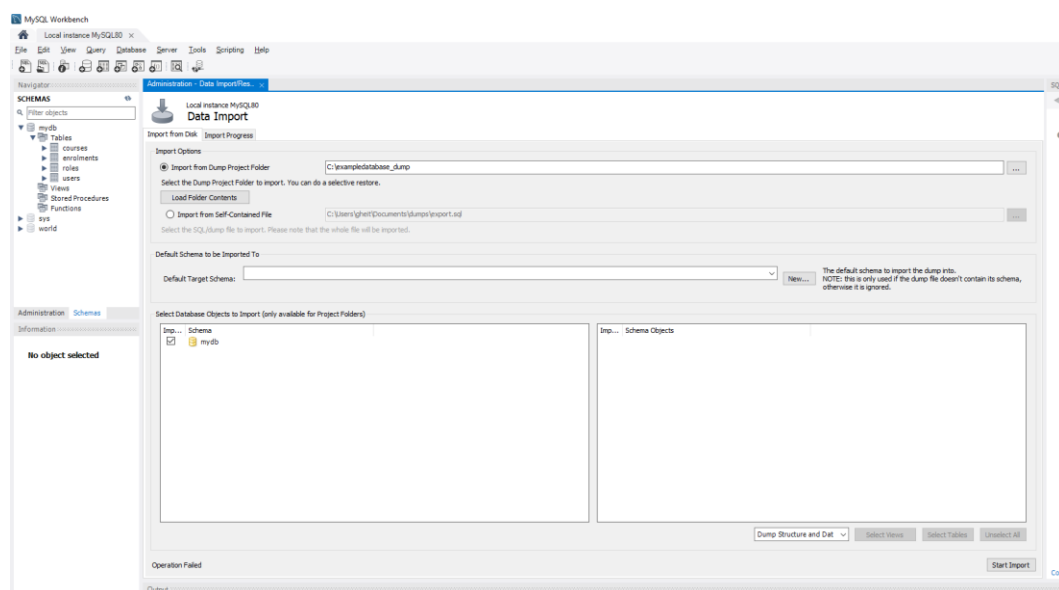 MySQL Workbench
Local instance MySQL80 ×
File Edit View Query Database Server Tools Scripting Help
Navigator
SCHEMAS
Filter objects
mydb
Tables
courses
enrolments
roles
users
Views
Stored Procedures
Functions
sys
world
Administration Schemas
Information
No object selected
Administration - Data Import/Res... ×
Local instance MySQL80
Data Import
Import from Disk Import Progress
Import Options
Import from Dump Project Folder C:\exampledatabase_dump ...
Select the Dump Project Folder to import. You can do a selective restore.
Load Folder Contents
Import from Self-Contained File C:\Users\gheit\Documents\dumps\export.sql ...
Select the SQL/dump file to import. Please note that the whole file will be imported.
Default Schema to be Imported To
Default Target Schema: New...
The default schema to import the dump into.
NOTE: this is only used if the dump file doesn't contain its schema,
otherwise it is ignored.
Select Database Objects to Import (only available for Project Folders)
Imp... Schema
mydb
Imp... Schema Objects
Dump Structure and Dat Select Views Select Tables Unselect All
Operation Failed Start Import
Output
SQ
Co